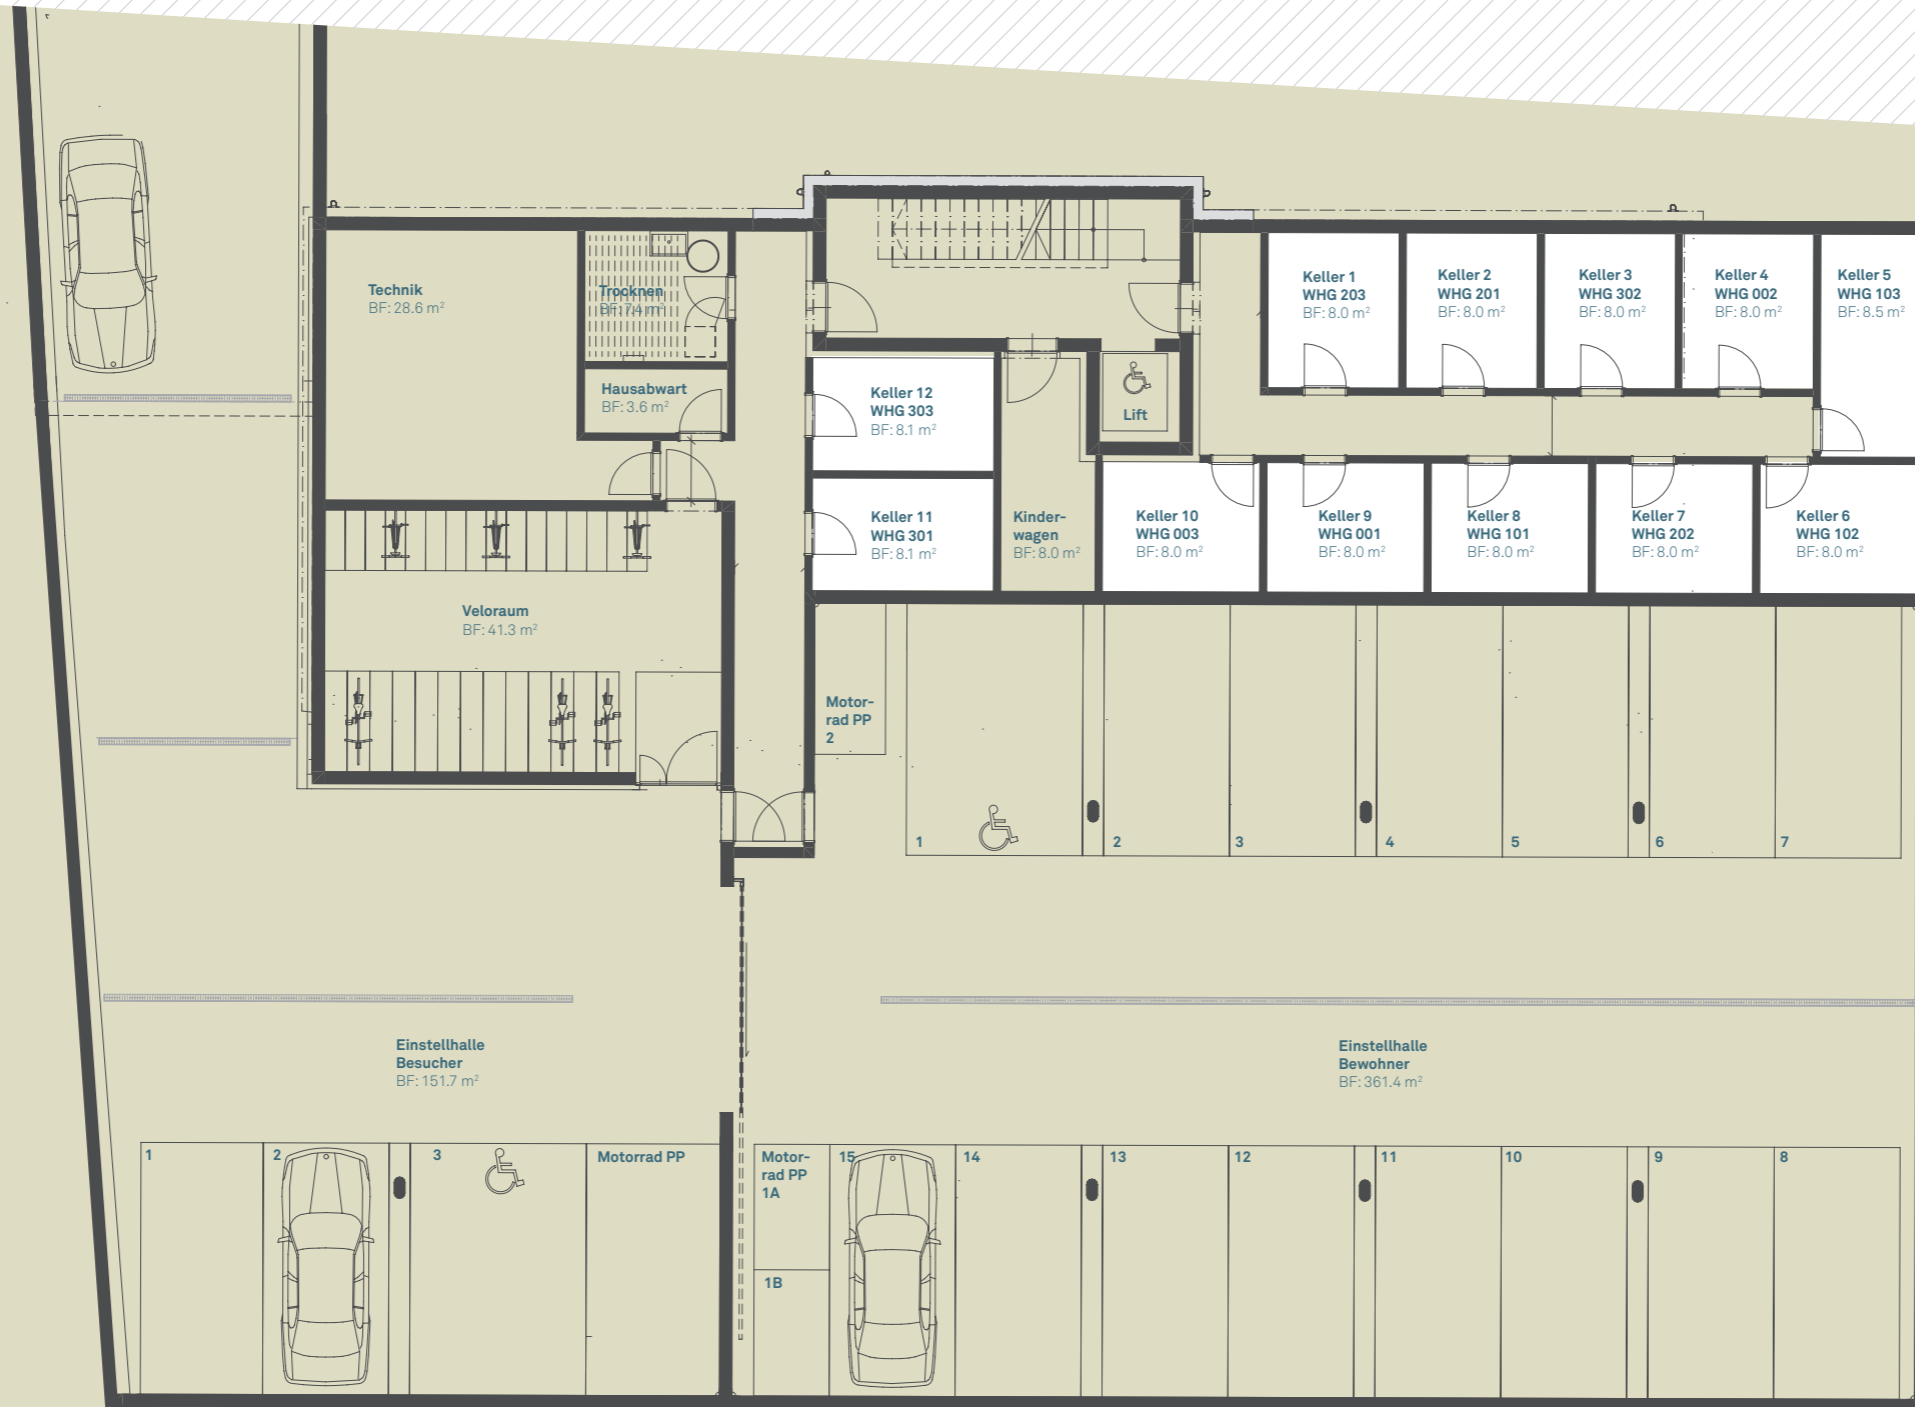 Technik
BF: 28.6 m²
Trocknen
BF: 7.4 m²
Hausabwart
BF: 3.6 m²
Keller 1
WHG 203
BF: 8.0 m²
Keller 2
WHG 201
BF: 8.0 m²
Keller 3
WHG 302
BF: 8.0 m²
Keller 4
WHG 002
BF: 8.0 m²
Keller 5
WHG 103
BF: 8.5 m²
Keller 12
WHG 303
BF: 8.1 m²
Lift
Keller 11
WHG 301
BF: 8.1 m²
Kinder-
wagen
BF: 8.0 m²
Keller 10
WHG 003
BF: 8.0 m²
Keller 9
WHG 001
BF: 8.0 m²
Keller 8
WHG 101
BF: 8.0 m²
Keller 7
WHG 202
BF: 8.0 m²
Keller 6
WHG 102
BF: 8.0 m²
Veloraum
BF: 41.3 m²
Motor-
rad PP
2
1
2
3
4
5
6
7
Einstellhalle
Besucher
BF: 151.7 m²
Einstellhalle
Bewohner
BF: 361.4 m²
1
2
3
Motorrad PP
Motor-
rad PP
1A
1B
15
14
13
12
11
10
9
8